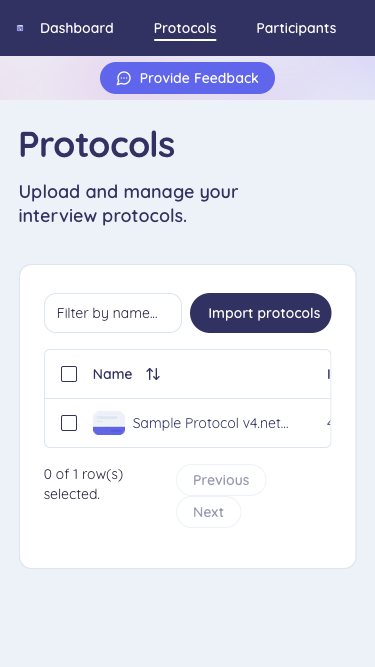 Dashboard
Protocols
Participants
Provide Feedback
Protocols
Upload and manage your
interview protocols.
Filter by name...
Import protocols
Name
Sample Protocol v4.net...
0 of 1 row(s)
selected.
Previous
Next